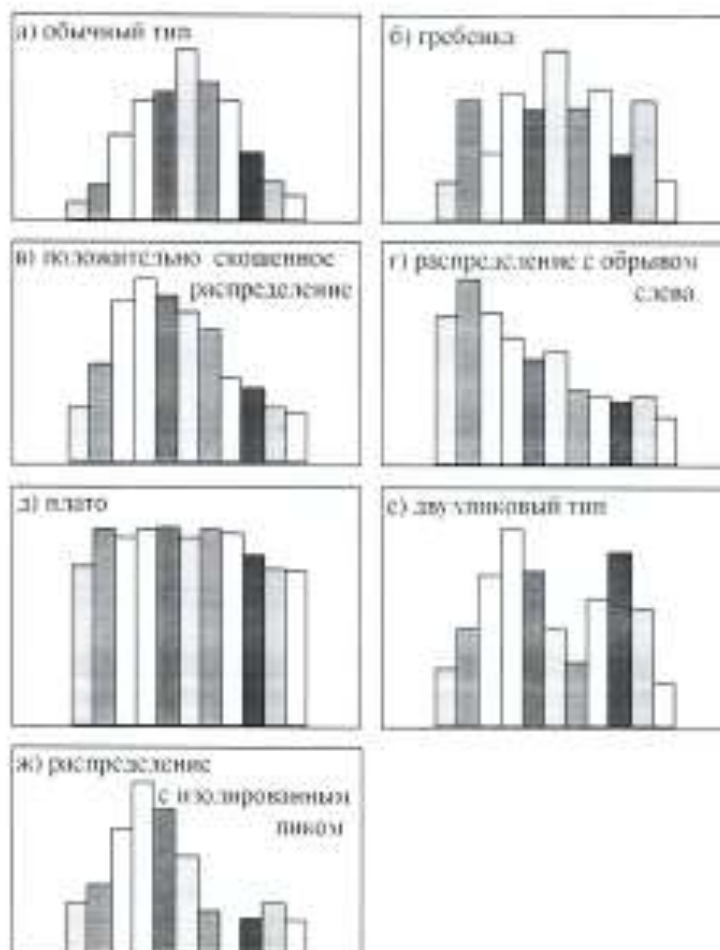 а) обычный тип
б) гребенка
в) положительно скошенное
распределение
г) распределение с обрывом
слева
д) плато
е) двухпиковый тип
ж) распределение
с изолированным
пиком